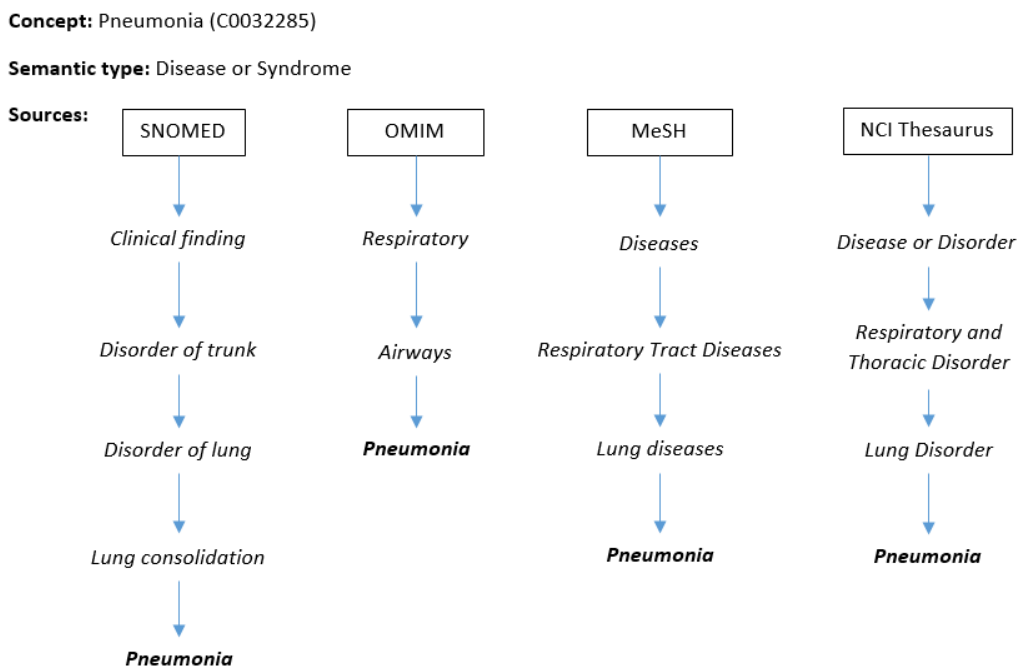 Concept: Pneumonia (C0032285)
Semantic type: Disease or Syndrome
Sources:
SNOMED
OMIM
MeSH
NCI Thesaurus
Clinical finding
Respiratory
Diseases
Disease or Disorder
Disorder of trunk
Airways
Respiratory Tract Diseases
Respiratory and
Thoracic Disorder
Disorder of lung
Pneumonia
Lung diseases
Lung Disorder
Lung consolidation
Pneumonia
Pneumonia
Pneumonia